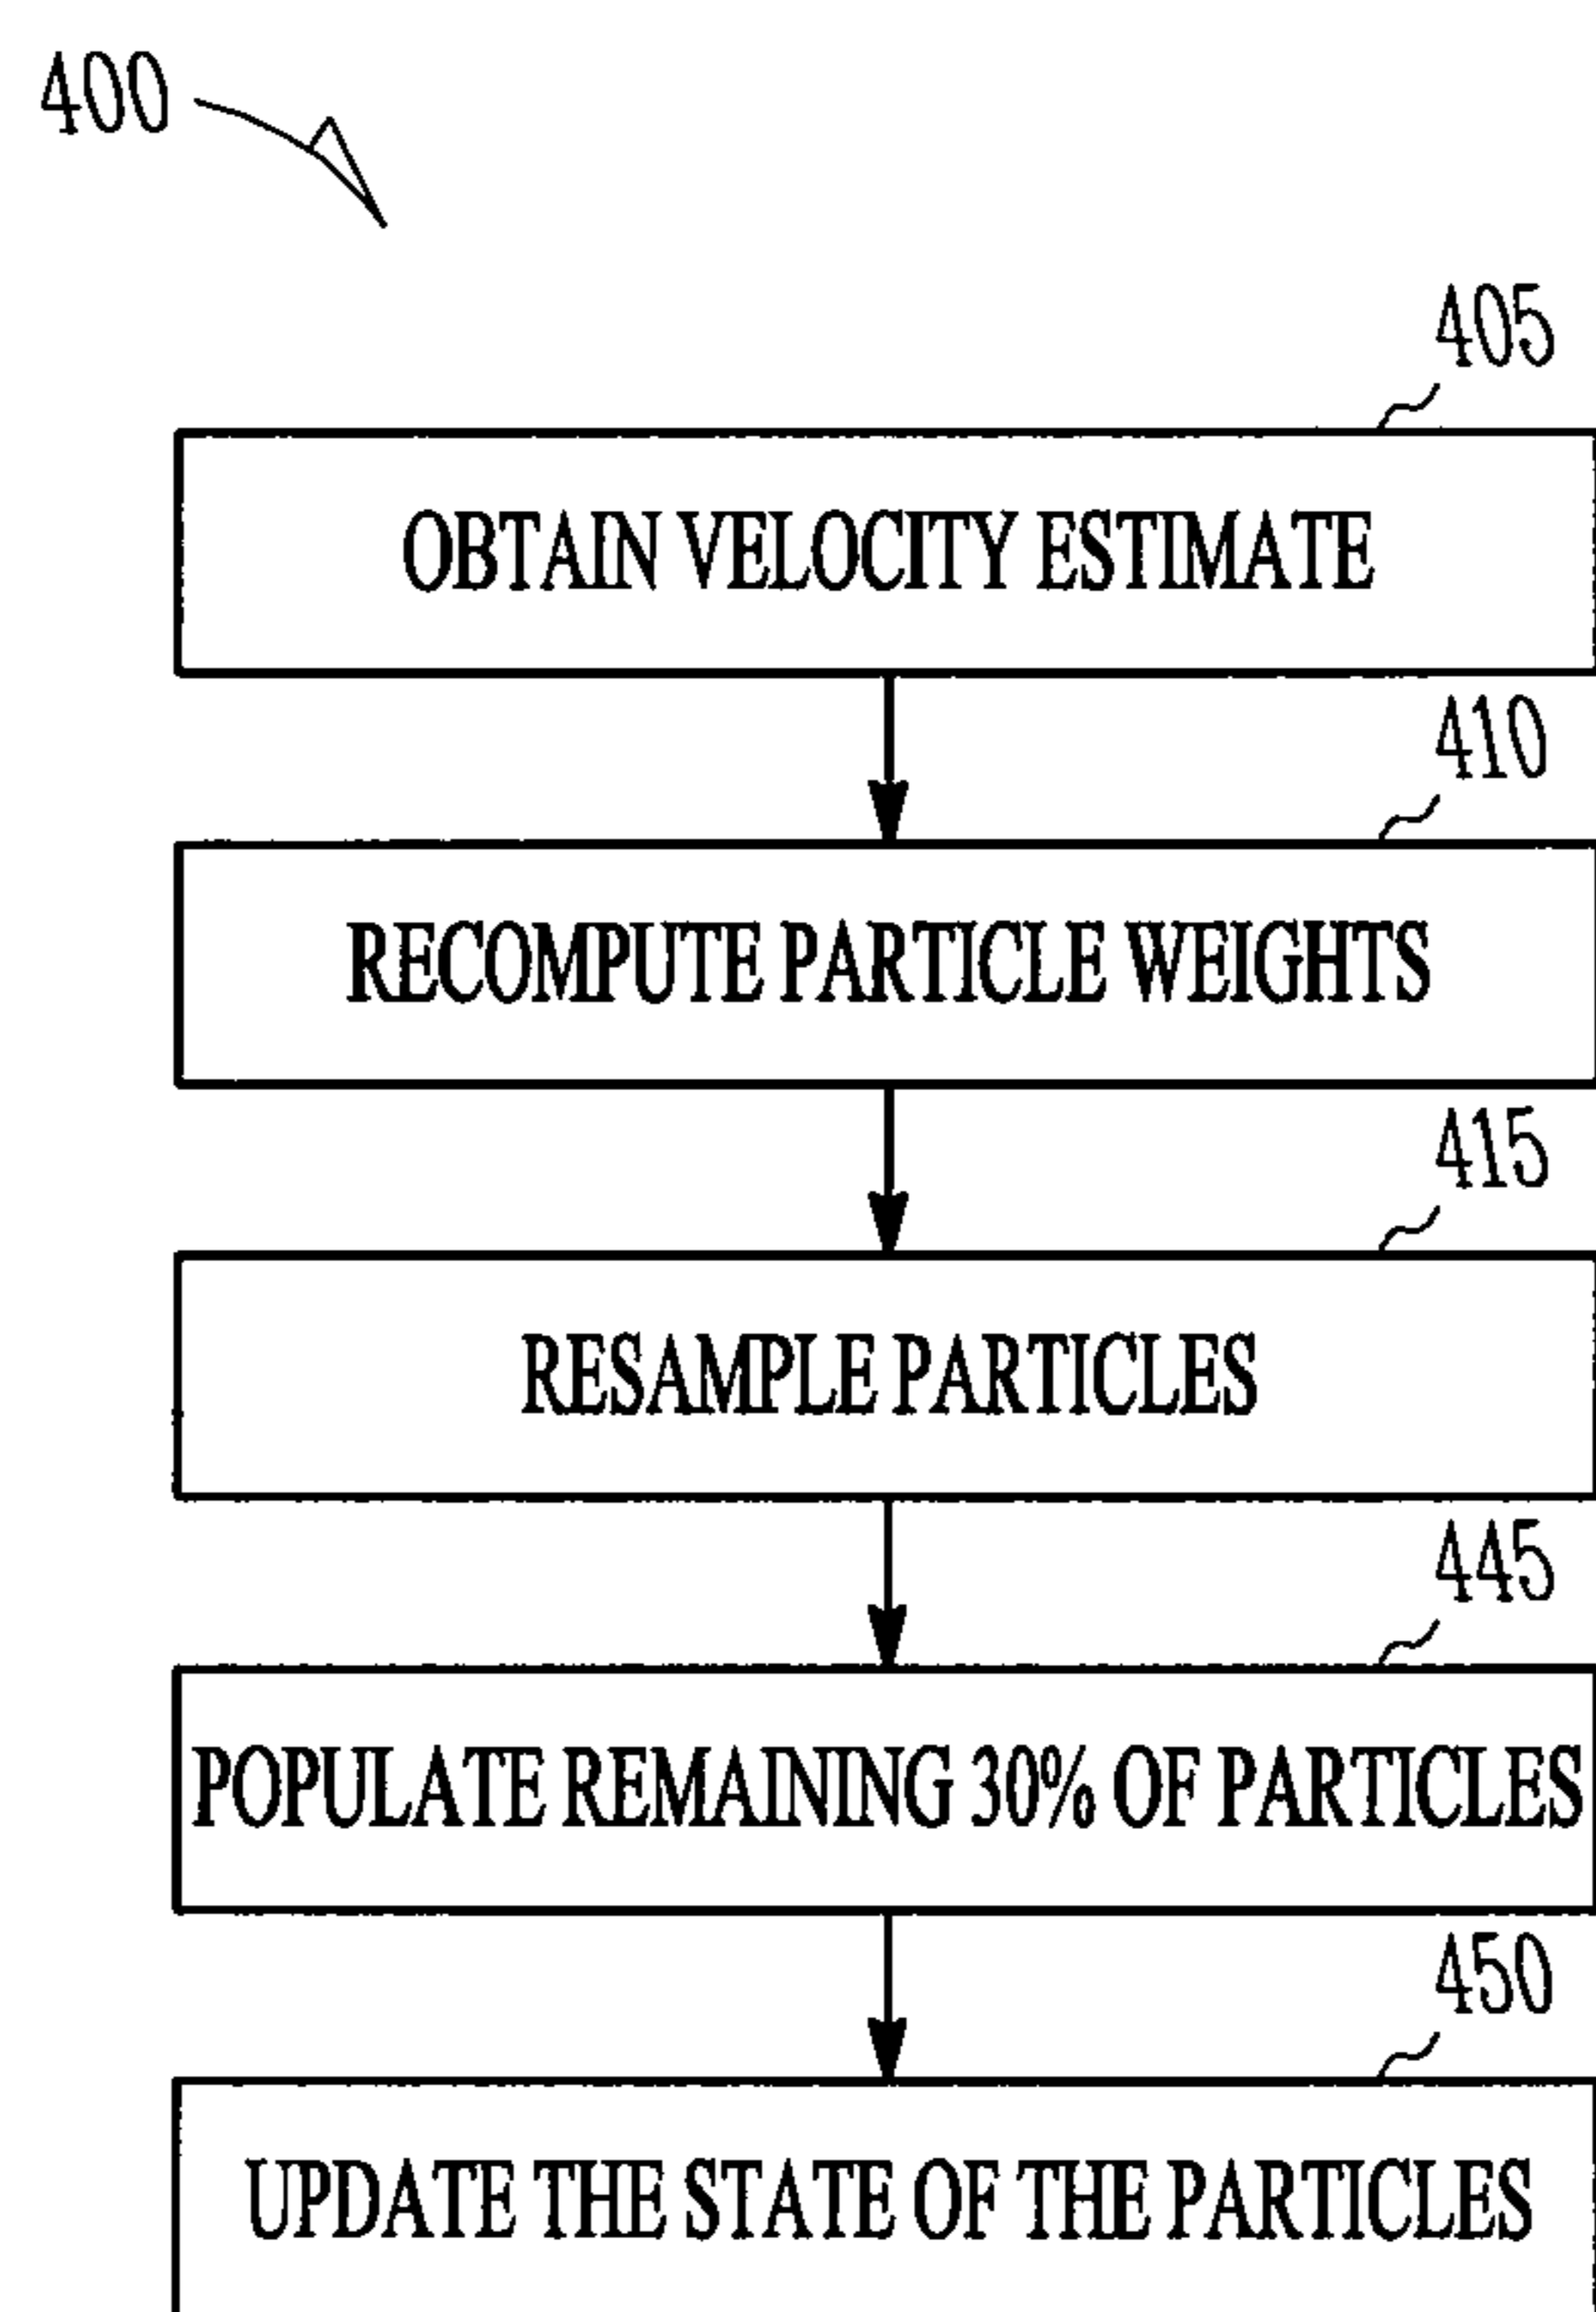 400
405
OBTAIN VELOCITY ESTIMATE
410
RECOMPUTE PARTICLE WEIGHTS
415
RESAMPLE PARTICLES
445
POPULATE REMAINING 30% OF PARTICLES
450
UPDATE THE STATE OF THE PARTICLES